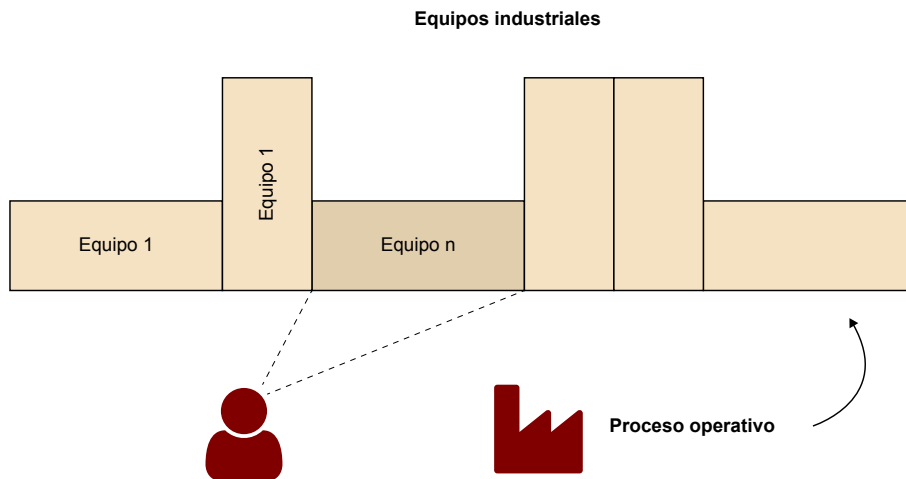 Equipos industriales
Equipo 1
Equipo 1
Equipo n
Proceso operativo